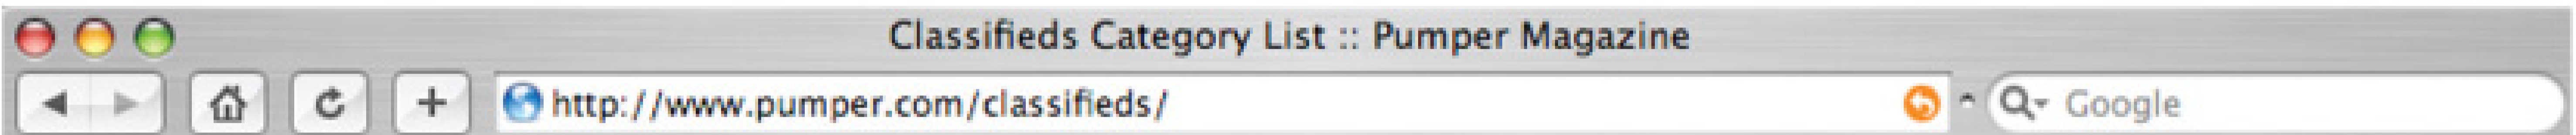 Classifieds Category List :: Pumper Magazine
http://www.pumper.com/classifieds/
Google